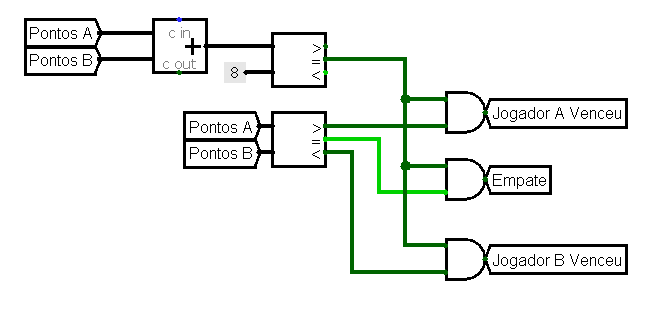 Pontos A
Pontos B
c in
+
c out
8
>
=
<
Pontos A
Pontos B
>
=
<
Jogador A Venceu
Empate
Jogador B Venceu